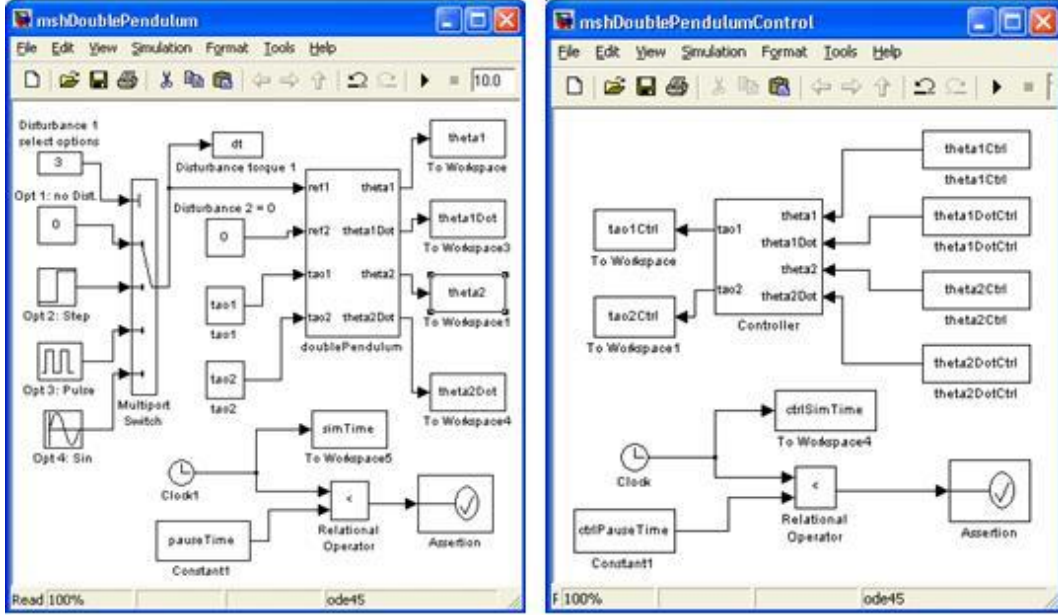 mshDoublePendulum
File Edit View Simulation Format Tools Help
10.0
Disturbance 1
select options
3
Opt 1: no Dist.
0
Opt 2: Step
Opt 3: Pulse
Opt 4: Sin
Multiport
Switch
dt
Disturbance torque 1
Disturbance 2 = 0
0
tao1
tao1
tao2
tao2
ref1
theta1
ref2
theta1Dot
tao1
theta2
tao2
theta2Dot
doublePendulum
theta1
To Workspace
theta1Dot
To Workspace3
theta2
To Workspace1
theta2Dot
To Workspace4
simTime
To Workspace5
Clock1
<
Relational
Operator
Assertion
pauseTime
Constant1
Read 100%
ode45
mshDoublePendulumControl
File Edit View Simulation Format Tools Help
theta1Ctrl
theta1Ctrl
theta1DotCtrl
theta1DotCtrl
theta2Ctrl
theta2Ctrl
theta2DotCtrl
theta2DotCtrl
tao1Ctrl
To Workspace
tao2Ctrl
To Workspace1
theta1
tao1
theta1Dot
theta2
tao2
theta2Dot
Controller
ctrlSimTime
To Workspace4
Clock
<
Relational
Operator
Assertion
ctrlPauseTime
Constant1
F 100%
ode45